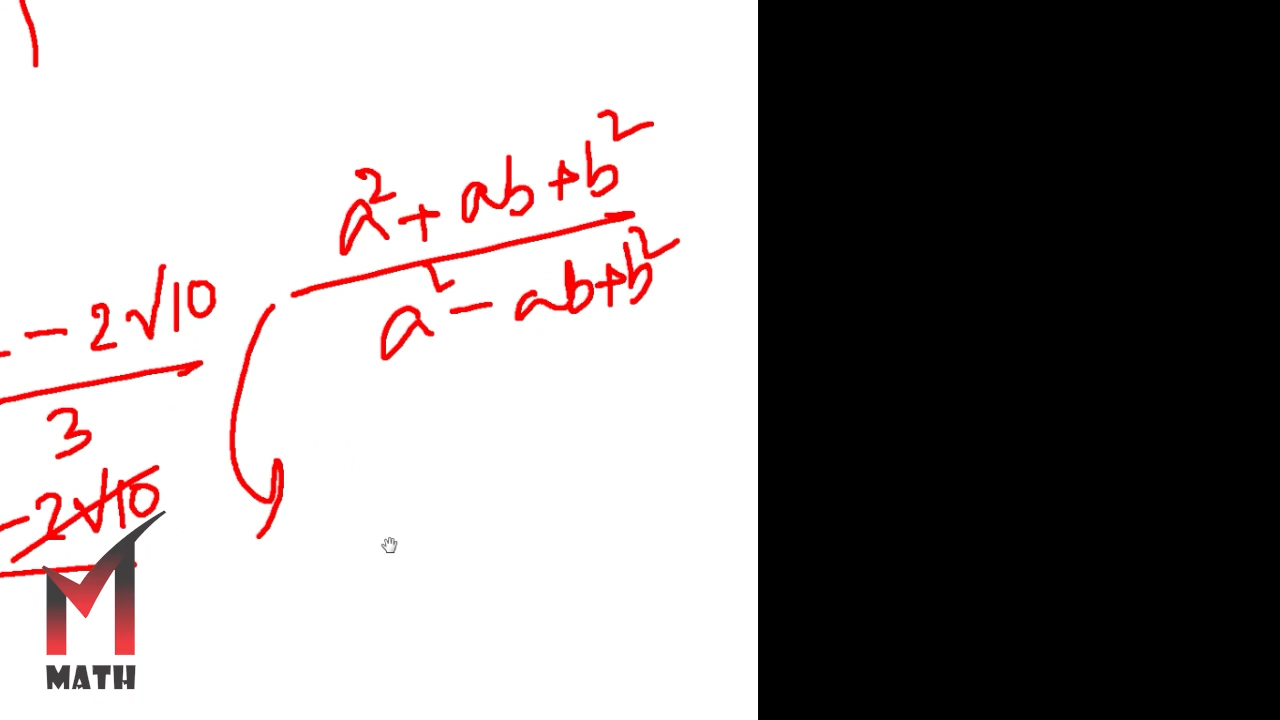 a² + ab + b²
a² - ab + b²
- 2√10
3
- 2√10
MATH